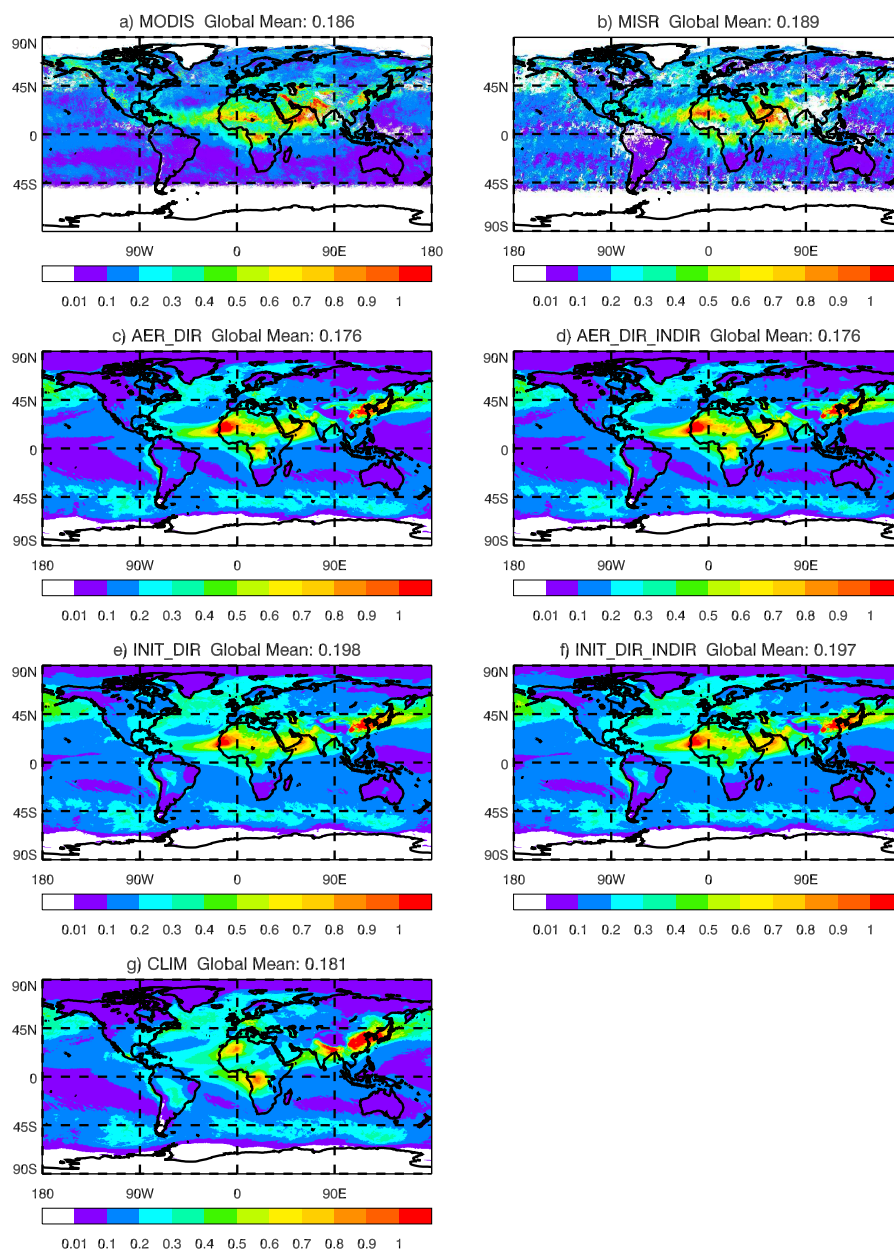 a) MODIS Global Mean: 0.186
90N
45N
0
45S
90S
90W 0 90E 180
0.01 0.1 0.2 0.3 0.4 0.5 0.6 0.7 0.8 0.9 1
b) MISR Global Mean: 0.189
90N
45N
0
45S
90S
180 90W 0 90E
0.01 0.1 0.2 0.3 0.4 0.5 0.6 0.7 0.8 0.9 1
c) AER_DIR Global Mean: 0.176
90N
45N
0
45S
90S
180 90W 0 90E
0.01 0.1 0.2 0.3 0.4 0.5 0.6 0.7 0.8 0.9 1
d) AER_DIR_INDIR Global Mean: 0.176
90N
45N
0
45S
90S
180 90W 0 90E
0.01 0.1 0.2 0.3 0.4 0.5 0.6 0.7 0.8 0.9 1
e) INIT_DIR Global Mean: 0.198
90N
45N
0
45S
90S
180 90W 0 90E
0.01 0.1 0.2 0.3 0.4 0.5 0.6 0.7 0.8 0.9 1
f) INIT_DIR_INDIR Global Mean: 0.197
90N
45N
0
45S
90S
180 90W 0 90E
0.01 0.1 0.2 0.3 0.4 0.5 0.6 0.7 0.8 0.9 1
g) CLIM Global Mean: 0.181
90N
45N
0
45S
90S
180 90W 0 90E
0.01 0.1 0.2 0.3 0.4 0.5 0.6 0.7 0.8 0.9 1